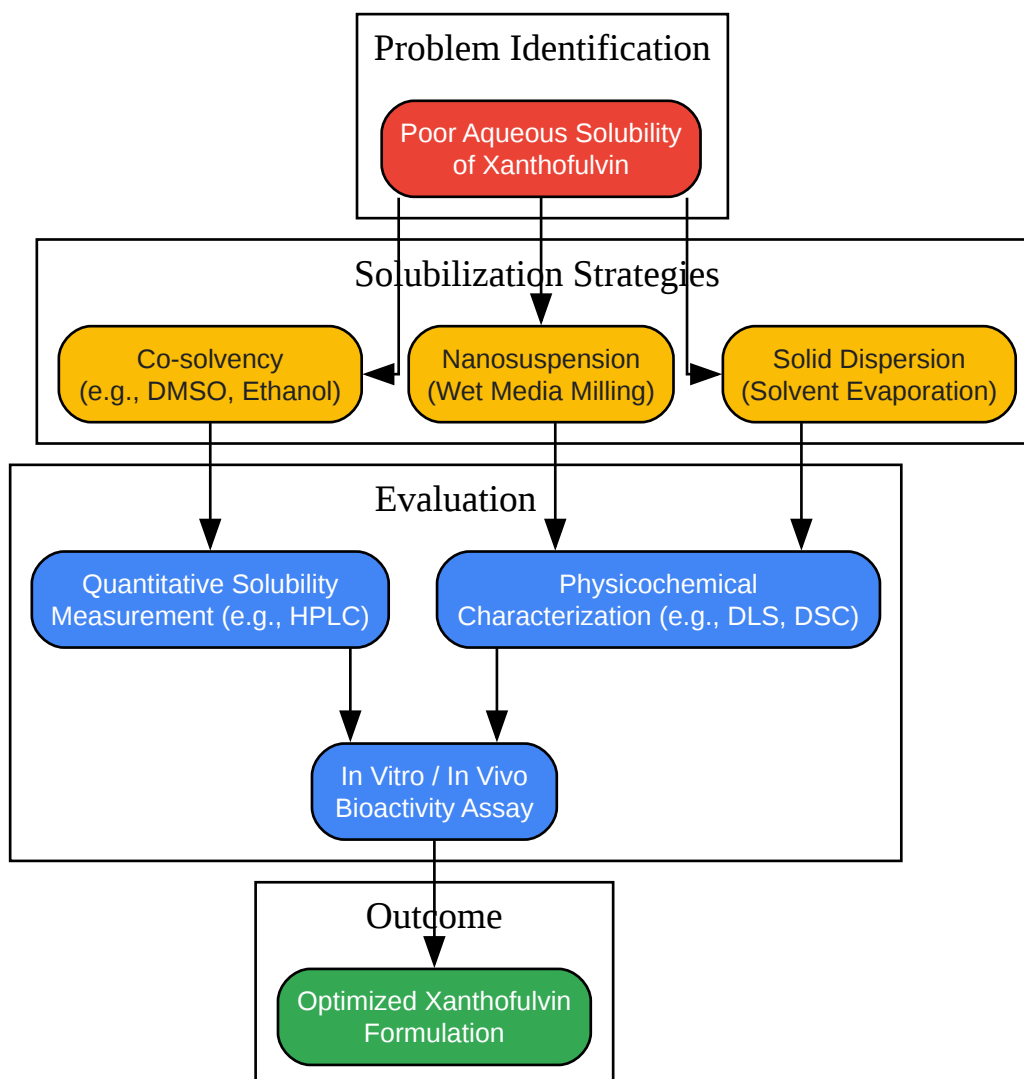 Problem Identification
Poor Aqueous Solubility
of Xanthofulvin
Solubilization Strategies
Co-solvency
(e.g., DMSO, Ethanol)
Nanosuspension
(Wet Media Milling)
Solid Dispersion
(Solvent Evaporation)
Evaluation
Quantitative Solubility
Measurement (e.g., HPLC)
Physicochemical
Characterization (e.g., DLS, DSC)
In Vitro / In Vivo
Bioactivity Assay
Outcome
Optimized Xanthofulvin
Formulation